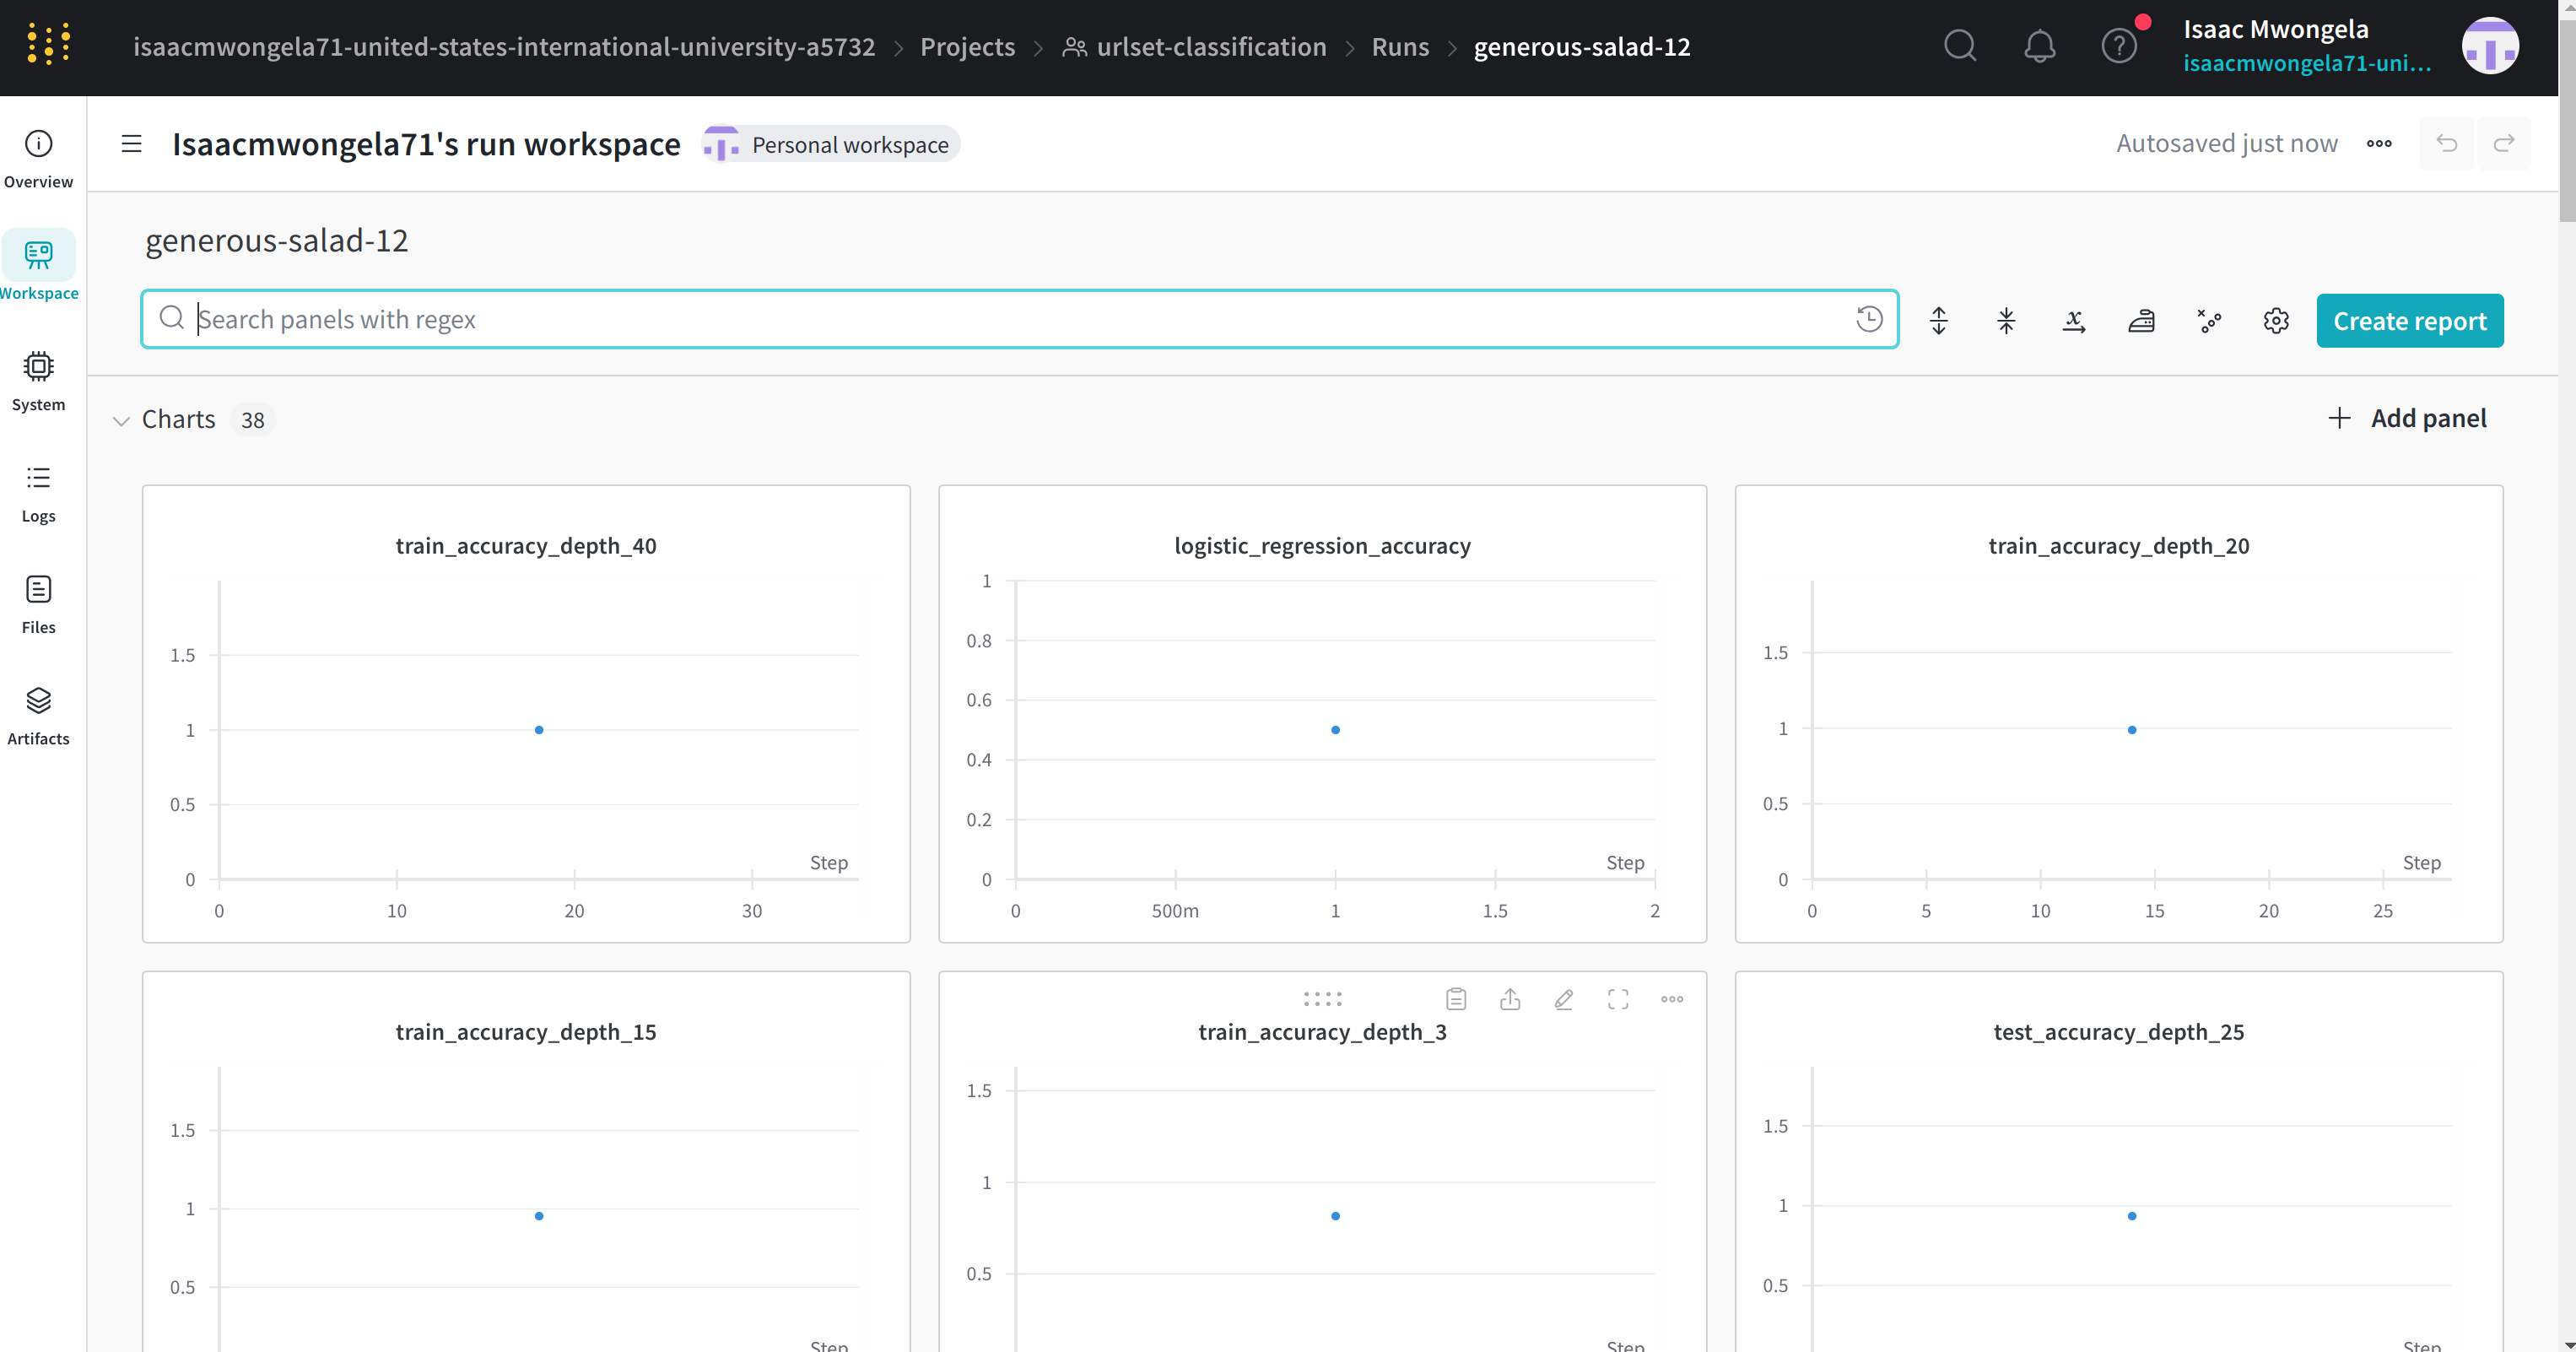 isaacmwongela71-united-states-international-university-a5732 > Projects > urlset-classification > Runs > generous-salad-12
Isaac Mwongela
isaacmwongela71-uni...
Isaacmwongela71's run workspace
Personal workspace
Autosaved just now
Overview
Workspace
System
Logs
Files
Artifacts
generous-salad-12
Search panels with regex
Create report
Charts 38
Add panel
train_accuracy_depth_40
1.5
1
0.5
0
Step
0 10 20 30
logistic_regression_accuracy
1
0.8
0.6
0.4
0.2
0
Step
0 500m 1 1.5 2
train_accuracy_depth_20
1.5
1
0.5
0
Step
0 5 10 15 20 25
train_accuracy_depth_15
1.5
1
0.5
Step
train_accuracy_depth_3
1.5
1
0.5
Step
test_accuracy_depth_25
1.5
1
0.5
Step